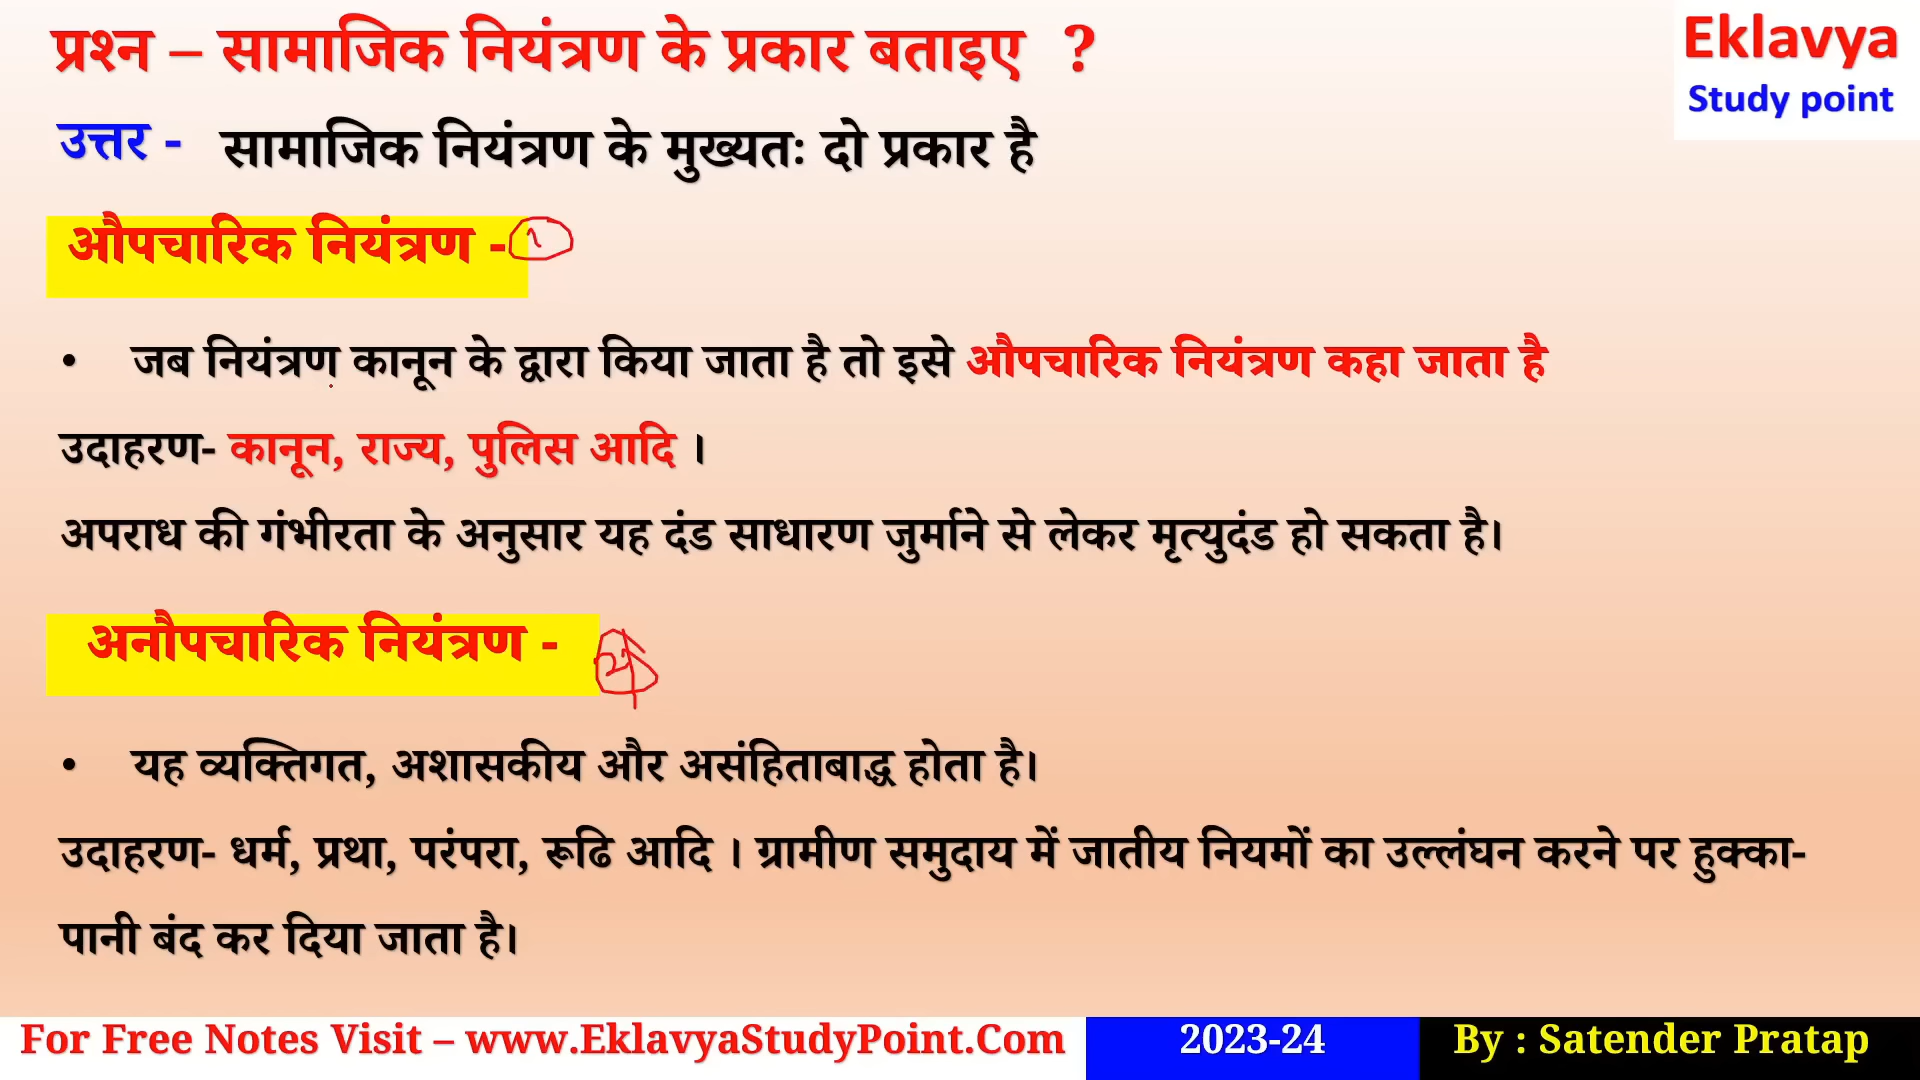 प्रश्न – सामाजिक नियंत्रण के प्रकार बताइए ?
Eklavya
Study point
उत्तर - सामाजिक नियंत्रण के मुख्यतः दो प्रकार है
औपचारिक नियंत्रण -
• जब नियंत्रण कानून के द्वारा किया जाता है तो इसे औपचारिक नियंत्रण कहा जाता है
उदाहरण- कानून, राज्य, पुलिस आदि ।
अपराध की गंभीरता के अनुसार यह दंड साधारण जुर्माने से लेकर मृत्युदंड हो सकता है।
अनौपचारिक नियंत्रण - 2
• यह व्यक्तिगत, अशासकीय और असंहिताबाद्ध होता है।
उदाहरण- धर्म, प्रथा, परंपरा, रूढि आदि । ग्रामीण समुदाय में जातीय नियमों का उल्लंघन करने पर हुक्का-
पानी बंद कर दिया जाता है।
For Free Notes Visit – www.EklavyaStudyPoint.Com
2023-24
By : Satender Pratap